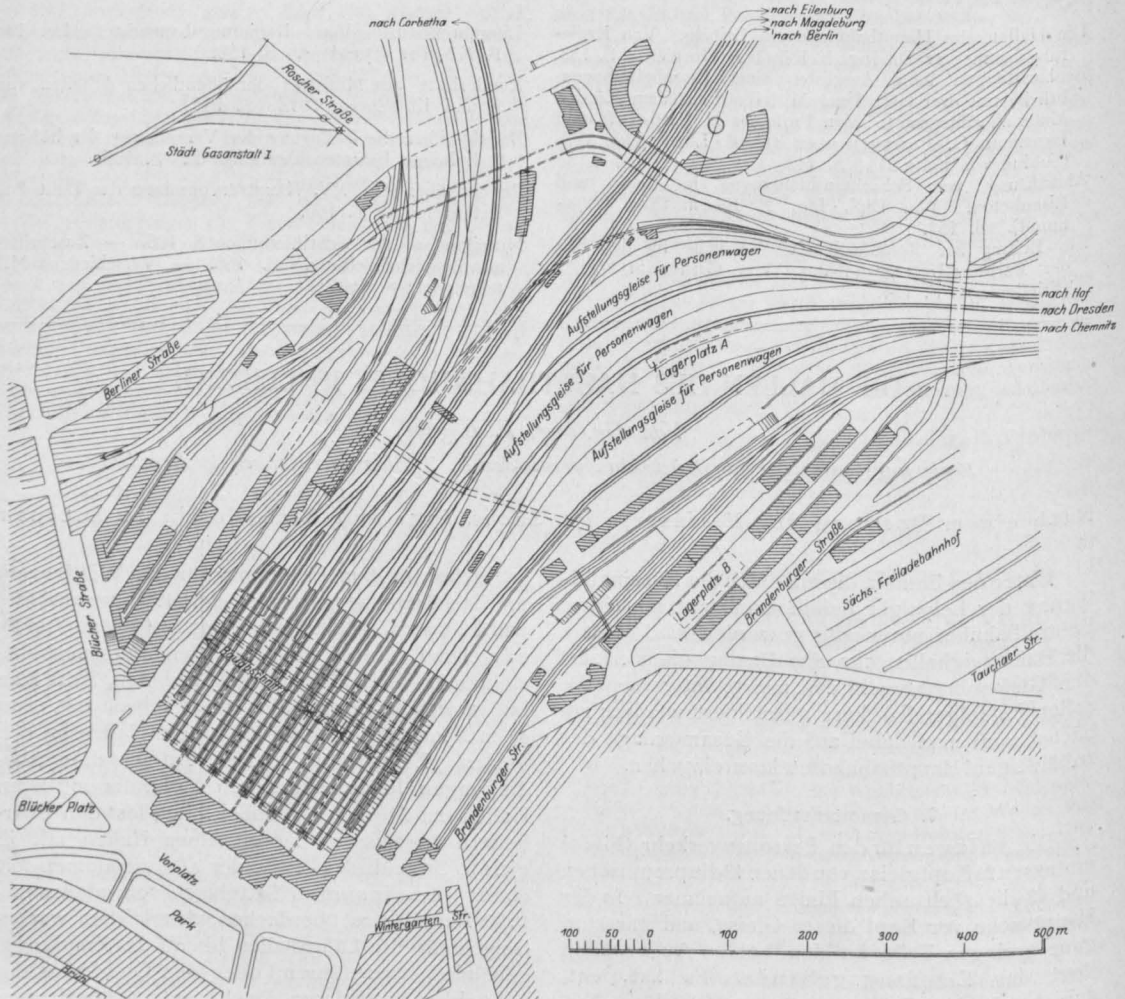 nach Corbetha
nach Eilenburg
nach Magdeburg
nach Berlin
Roscher Straße
Städt Gasanstalt I
Aufstellungsgleise für Personenwagen
nach Hof
nach Dresden
nach Chemnitz
Aufstellungsgleise für Personenwagen
Lagerplatz A
Aufstellungsgleise für Personenwagen
Berliner Straße
Blücher Straße
Lagerplatz B
Brandenburger Straße
Sächs. Freiladebahnhof
Tauchaer Str.
Brandenburger Str.
Blücher Platz
Vorplatz
Park
Brühl
Wintergarten Str.
100 50 0 100 200 300 400 500 m